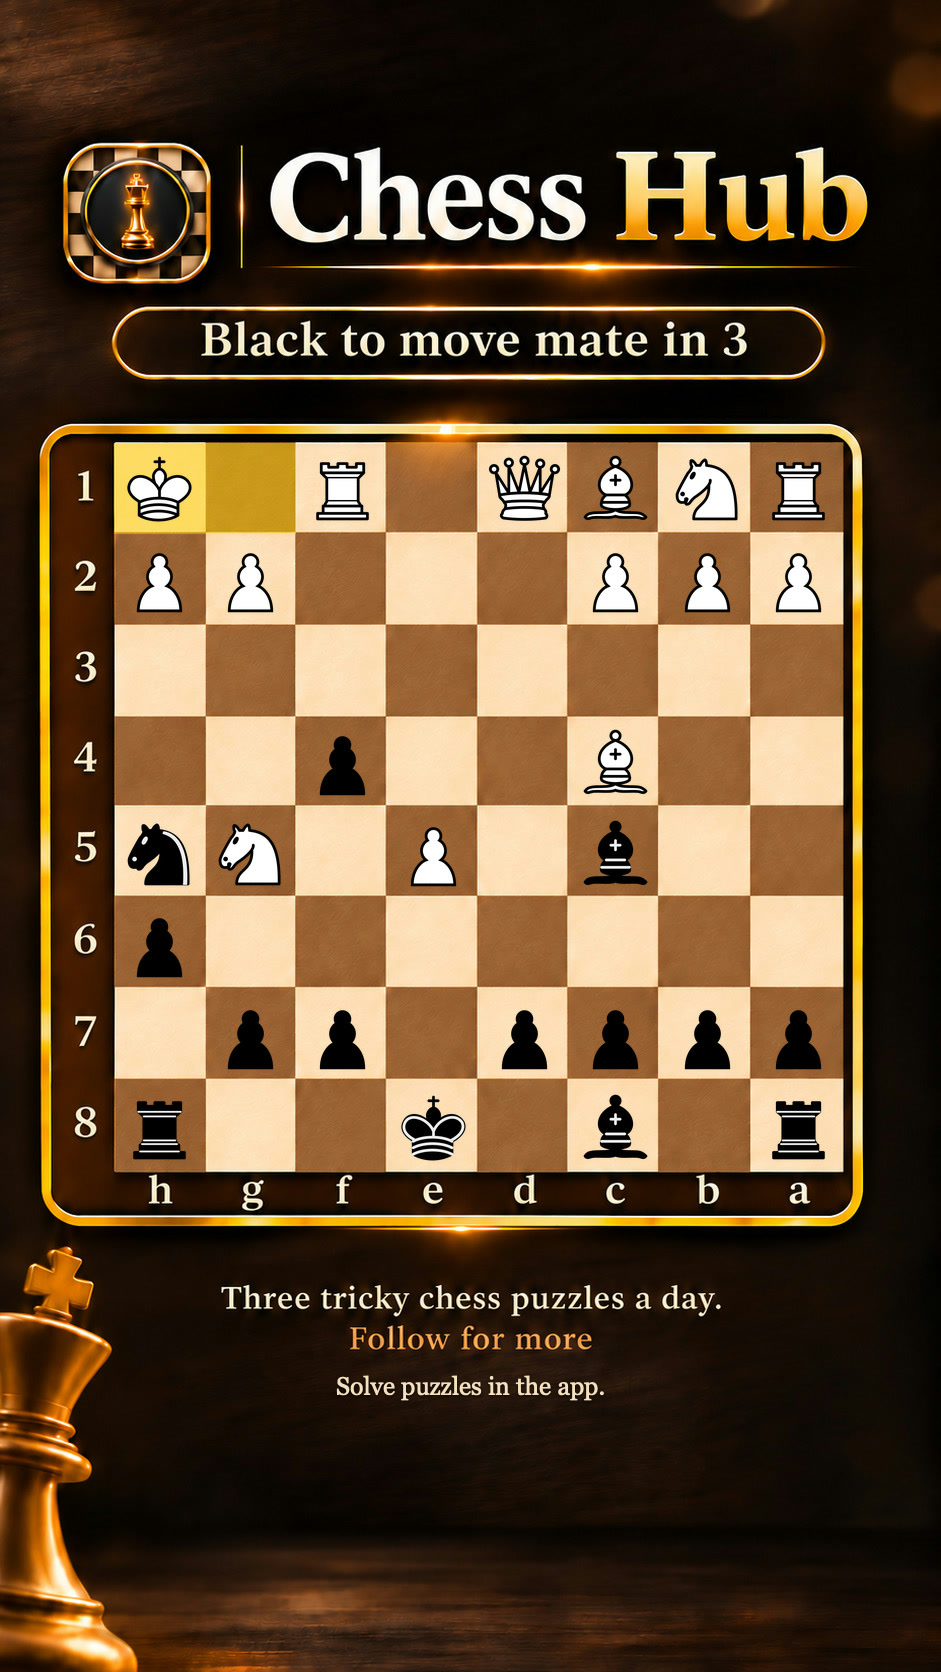 Chess Hub
Black to move mate in 3
1
2
3
4
5
6
7
8
h g f e d c b a
Three tricky chess puzzles a day.
Follow for more
Solve puzzles in the app.